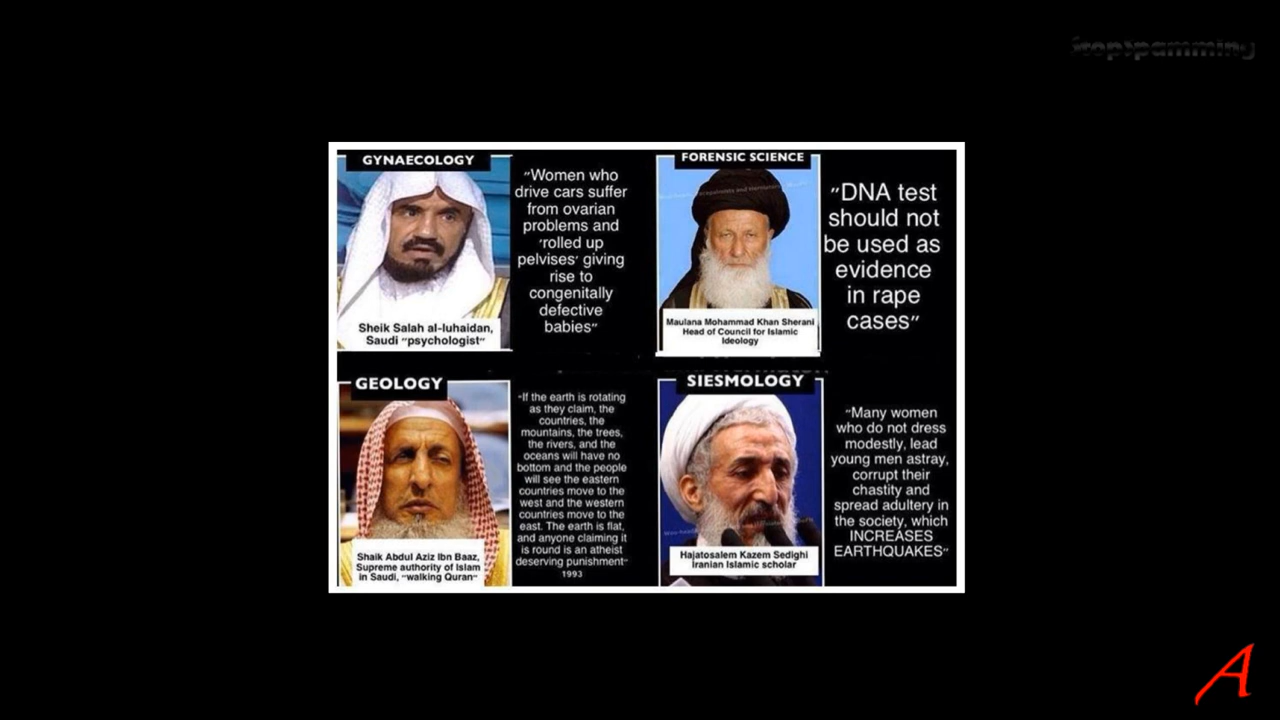 StopSpamming
GYNAECOLOGY
"Women who
drive cars suffer
from ovarian
problems and
'rolled up
pelvises' giving
rise to
congenitally
defective
babies"
Sheik Salah al-luhaidan,
Saudi "psychologist"
FORENSIC SCIENCE
"DNA test
should not
be used as
evidence
in rape
cases"
Maulana Mohammad Khan Sherani
Head of Council for Islamic
Ideology
GEOLOGY
"If the earth is rotating
as they claim, the
countries, the
mountains, the trees,
the rivers, and the
oceans will have no
bottom and the people
will see the eastern
countries move to the
west and the western
countries move to the
east. The earth is flat,
and anyone claiming it
is round is an atheist
deserving punishment"
1993
Shaik Abdul Aziz Ibn Baaz,
Supreme authority of Islam
in Saudi, "walking Quran"
SIESMOLOGY
"Many women
who do not dress
modestly, lead
young men astray,
corrupt their
chastity and
spread adultery in
the society, which
INCREASES
EARTHQUAKES"
Hajatosalem Kazem Sedighi
Iranian Islamic scholar
A